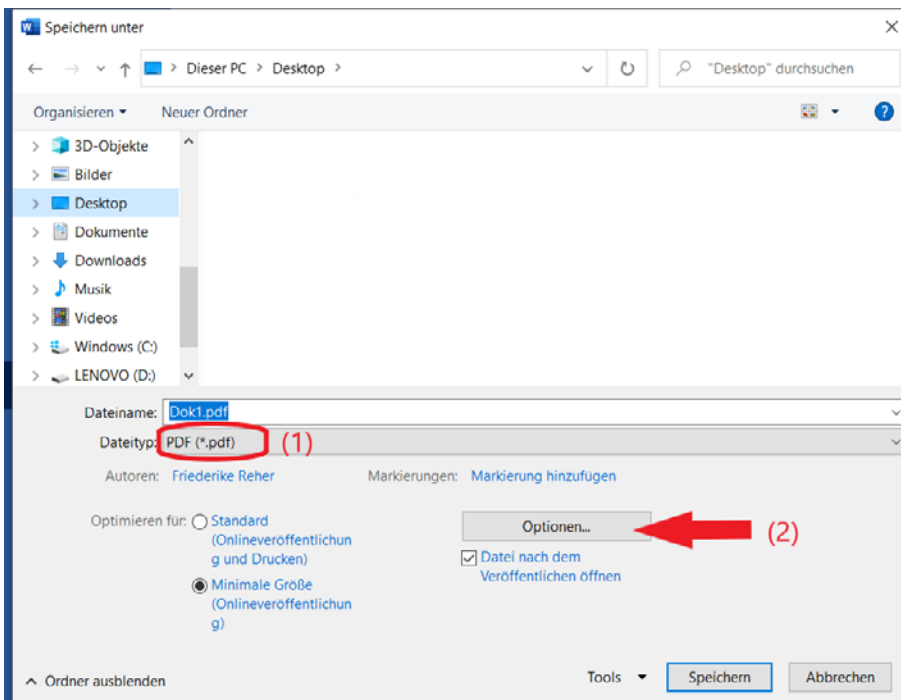 Speichern unter
Dieser PC > Desktop >
"Desktop" durchsuchen
Organisieren
Neuer Ordner
3D-Objekte
Bilder
Desktop
Dokumente
Downloads
Musik
Videos
Windows (C:)
LENOVO (D:)
Dateiname: Dok1.pdf
Dateityp: PDF (*.pdf) (1)
Autoren: Friederike Reher
Markierungen: Markierung hinzufügen
Optimieren für:
Standard
(Onlineveröffentlichun
g und Drucken)
Minimale Größe
(Onlineveröffentlichun
g)
Optionen... (2)
Datei nach dem
Veröffentlichen öffnen
Ordner ausblenden
Tools
Speichern
Abbrechen